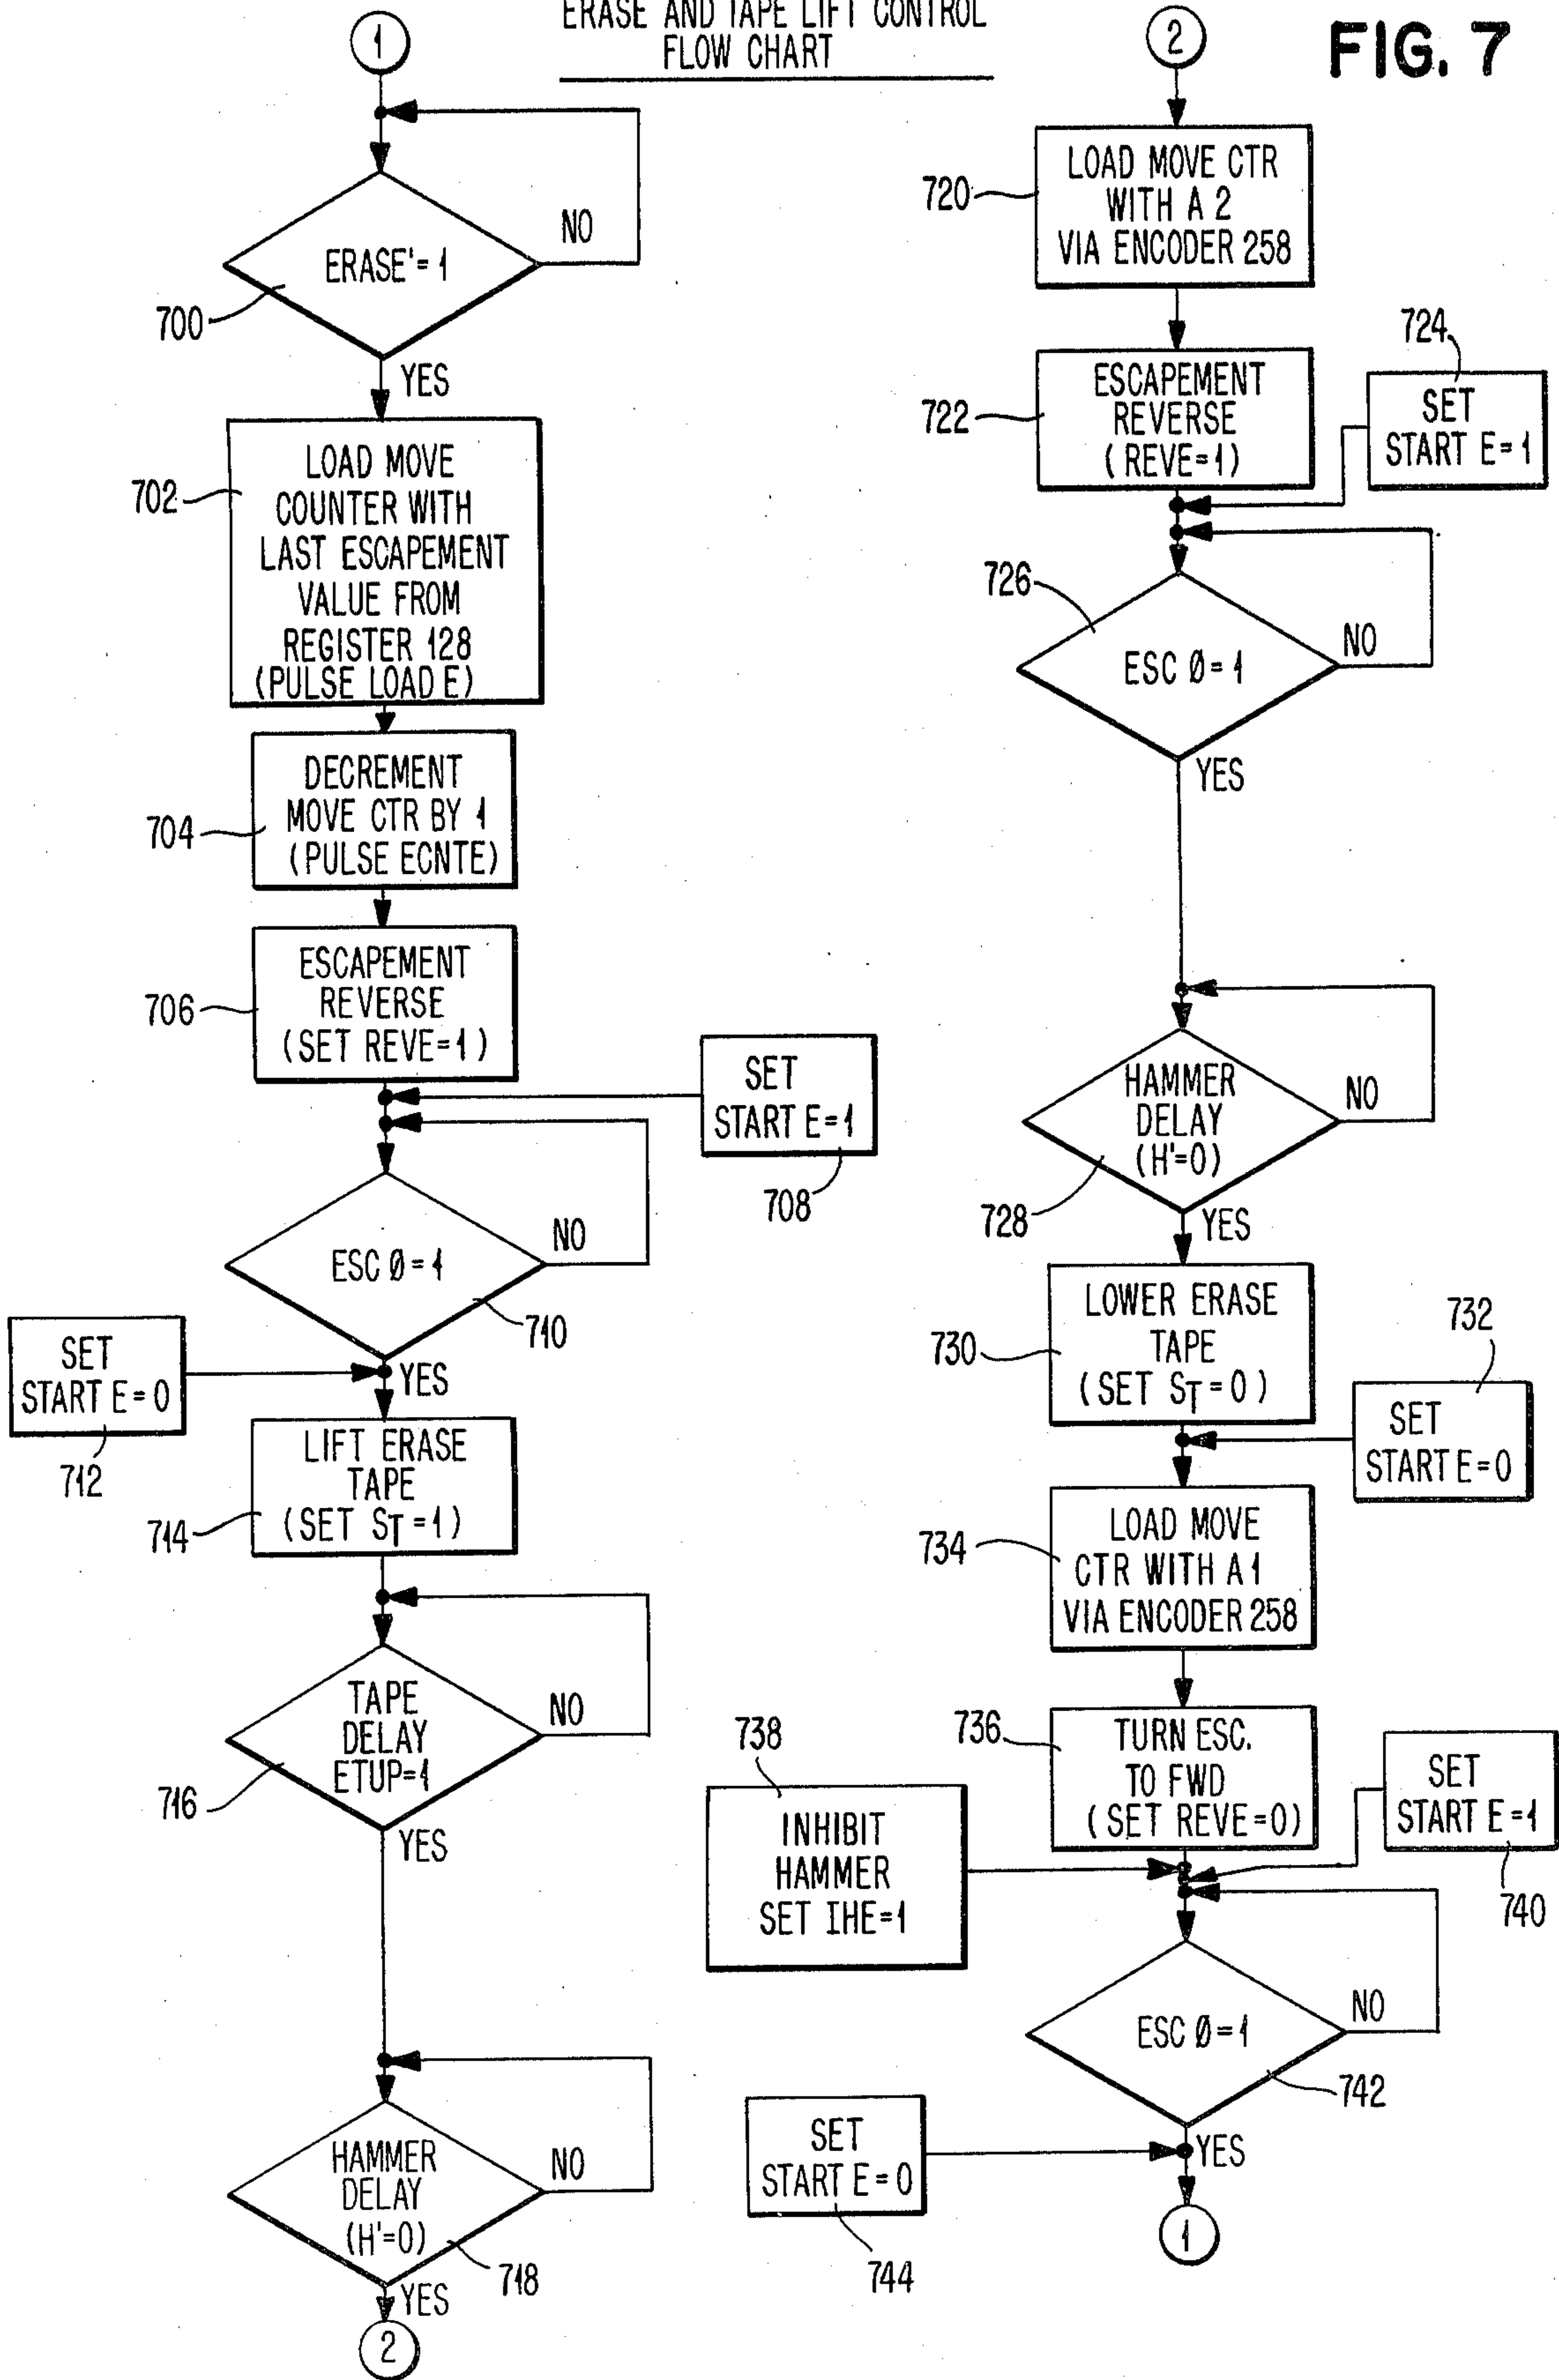 ERASE AND TAPE LIFT CONTROL
FLOW CHART
FIG. 7
1
ERASE'=1
NO
700
YES
LOAD MOVE
COUNTER WITH
LAST ESCAPEMENT
VALUE FROM
REGISTER 128
(PULSE LOAD E)
702
DECREMENT
MOVE CTR BY 1
(PULSE ECNTE)
704
ESCAPEMENT
REVERSE
(SET REVE=1)
706
SET
START E=1
708
ESC Ø=1
NO
710
YES
SET
START E=0
712
LIFT ERASE
TAPE
(SET ST=1)
714
TAPE
DELAY
ETUP=1
NO
716
YES
HAMMER
DELAY
(H'=0)
NO
718
YES
2
2
LOAD MOVE CTR
WITH A 2
VIA ENCODER 258
720
ESCAPEMENT
REVERSE
(REVE=1)
722
724
SET
START E=1
726
ESC Ø=1
NO
YES
HAMMER
DELAY
(H'=0)
NO
728
YES
LOWER ERASE
TAPE
(SET ST=0)
730
732
SET
START E=0
LOAD MOVE
CTR WITH A 1
VIA ENCODER 258
734
TURN ESC.
TO FWD
(SET REVE=0)
736
738
INHIBIT
HAMMER
SET IHE=1
SET
START E=1
740
ESC Ø=1
NO
742
YES
SET
START E=0
744
1